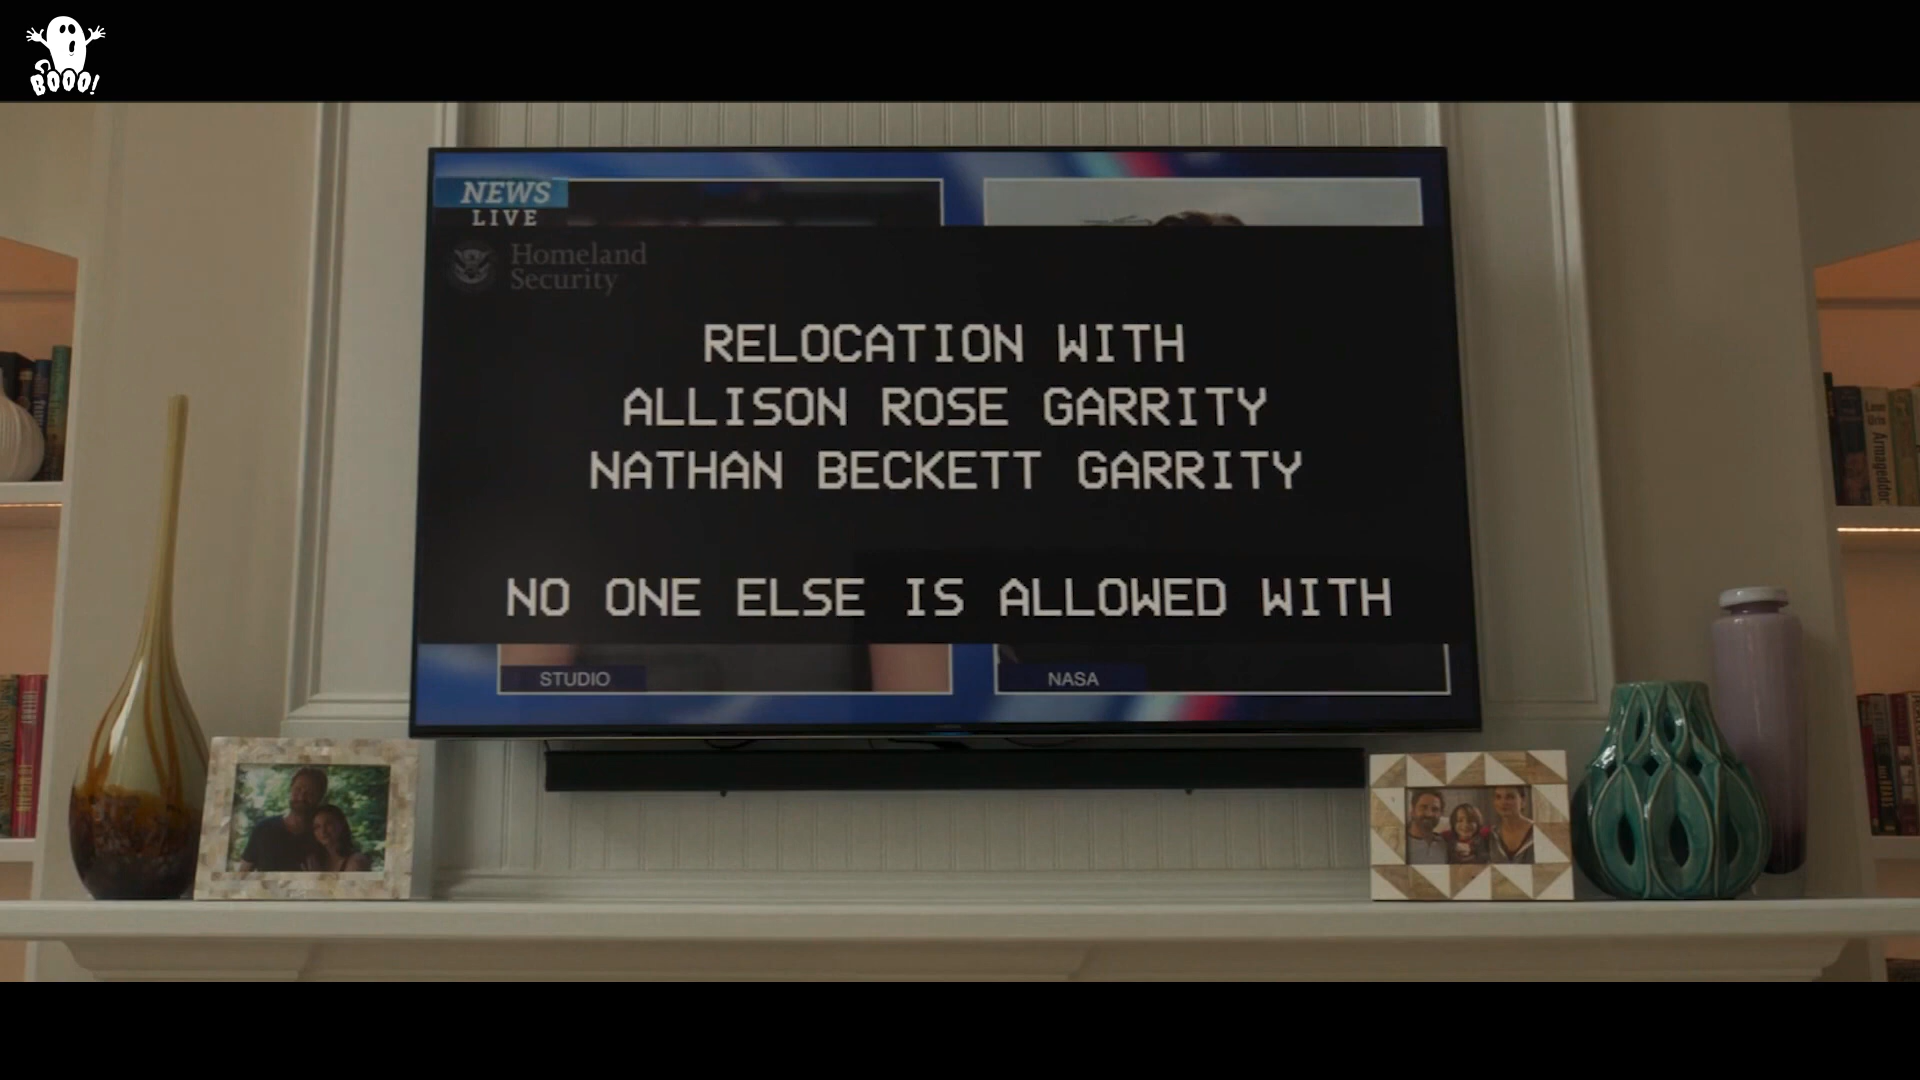 BOOO!
NEWS
LIVE
Homeland
Security
RELOCATION WITH
ALLISON ROSE GARRITY
NATHAN BECKETT GARRITY
NO ONE ELSE IS ALLOWED WITH
STUDIO
NASA
Armageddon